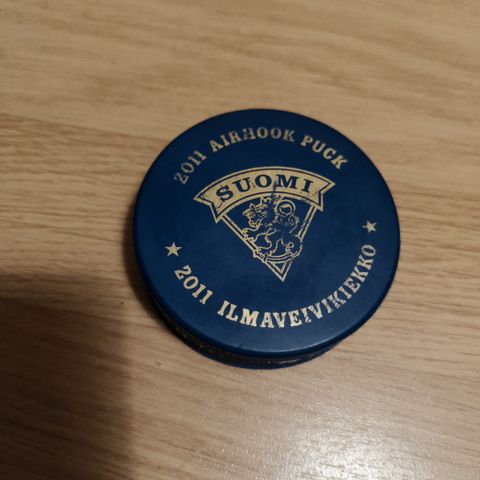 2011 AIRHOOK PUCK
SUOMI
2011 ILMAVEIVIKIEKKO